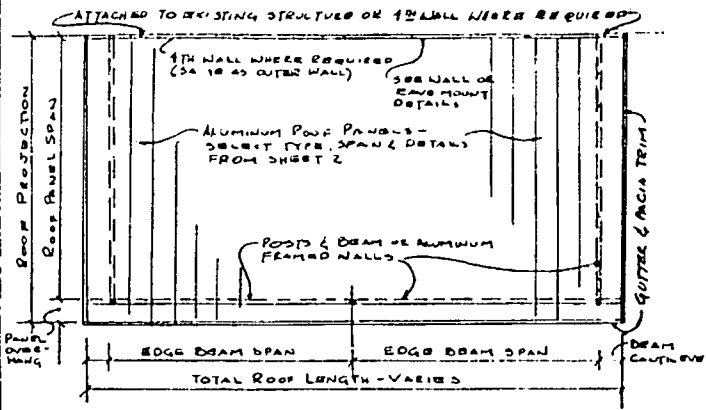 ATTACHED TO EXISTING STRUCTURE OR 4TH WALL WHERE REQUIRED
4TH WALL WHERE REQUIRED
(SAME AS OUTER WALL)
SEE WALL OR
EAVE MOUNT
DETAILS
ALUMINUM ROOF PANELS-
SELECT TYPE, SPAN & DETAILS
FROM SHEET 2
ROOF PROJECTION
ROOF PANEL SPAN
POSTS & BEAM OR ALUMINUM
FRAMED WALLS
GUTTER & FACIA TRIM
PANEL
OVER-
HANG
EDGE BEAM SPAN
EDGE BEAM SPAN
BEAM
CANTILEVE
TOTAL ROOF LENGTH-VARIES